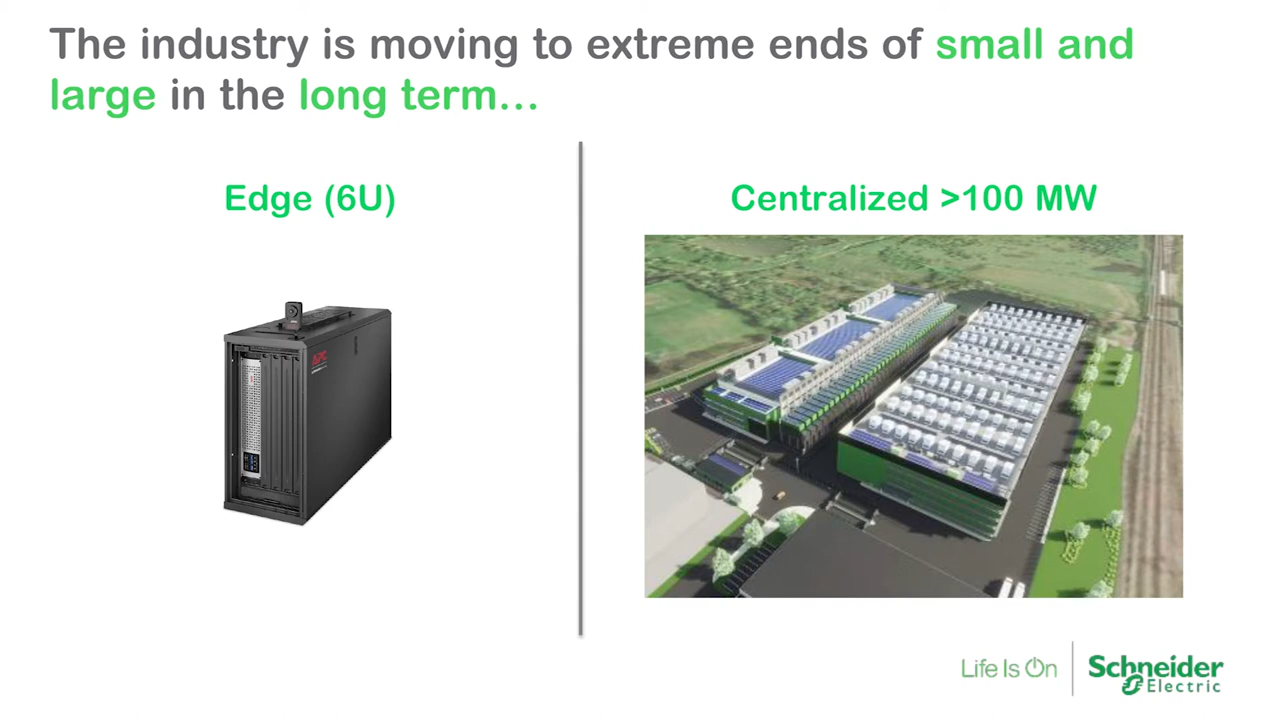 The industry is moving to extreme ends of small and
large in the long term...
Edge (6U)
Centralized >100 MW
APC
Life Is On
Schneider
Electric